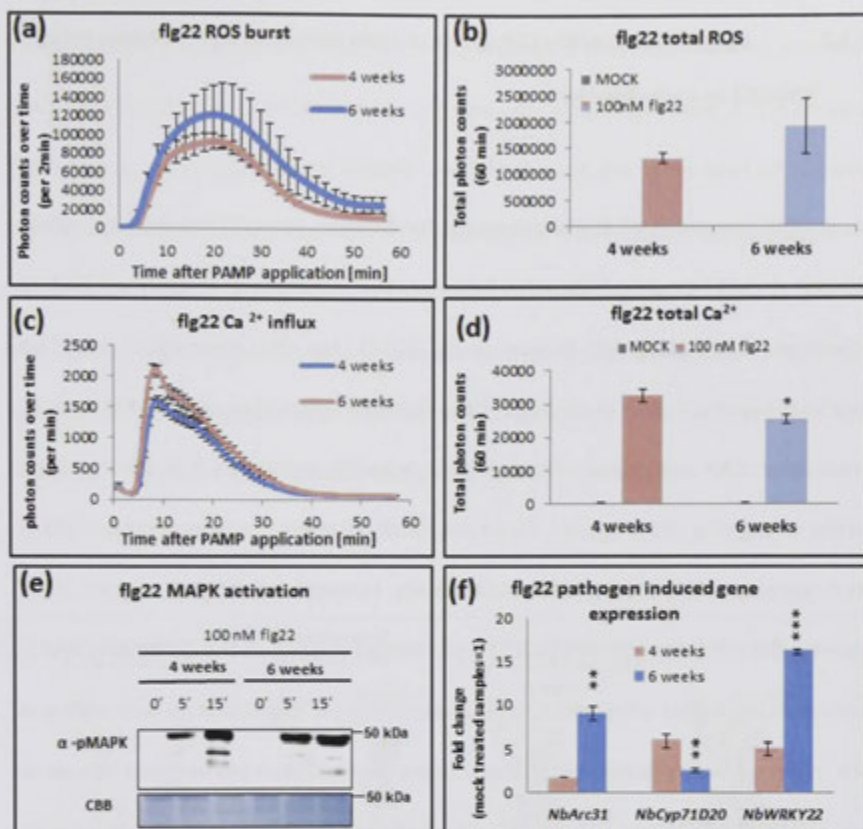 (a)
flg22 ROS burst
Photon counts over time
(per 2min)
180000
160000
140000
120000
100000
80000
60000
40000
20000
0
4 weeks
6 weeks
0 10 20 30 40 50 60
Time after PAMP application [min]
(b)
flg22 total ROS
Total photon counts
(60 min)
3000000
2500000
2000000
1500000
1000000
500000
0
MOCK
100nM flg22
4 weeks 6 weeks
(c)
flg22 Ca 2+ influx
photon counts over time
(per min)
2500
2000
1500
1000
500
0
4 weeks
6 weeks
0 10 20 30 40 50 60
Time after PAMP application [min]
(d)
flg22 total Ca2+
MOCK 100 nM flg22
Total photon counts
(60 min)
40000
30000
20000
10000
0
*
4 weeks 6 weeks
(e)
flg22 MAPK activation
100 nM flg22
4 weeks 6 weeks
0' 5' 15' 0' 5' 15'
α -pMAPK
50 kDa
CBB
50 kDa
(f)
flg22 pathogen induced gene
expression
Fold change
(mock treated samples=1)
20
15
10
5
0
4 weeks
6 weeks
**
**
***
NbArc31 NbCyp71D20 NbWRKY22